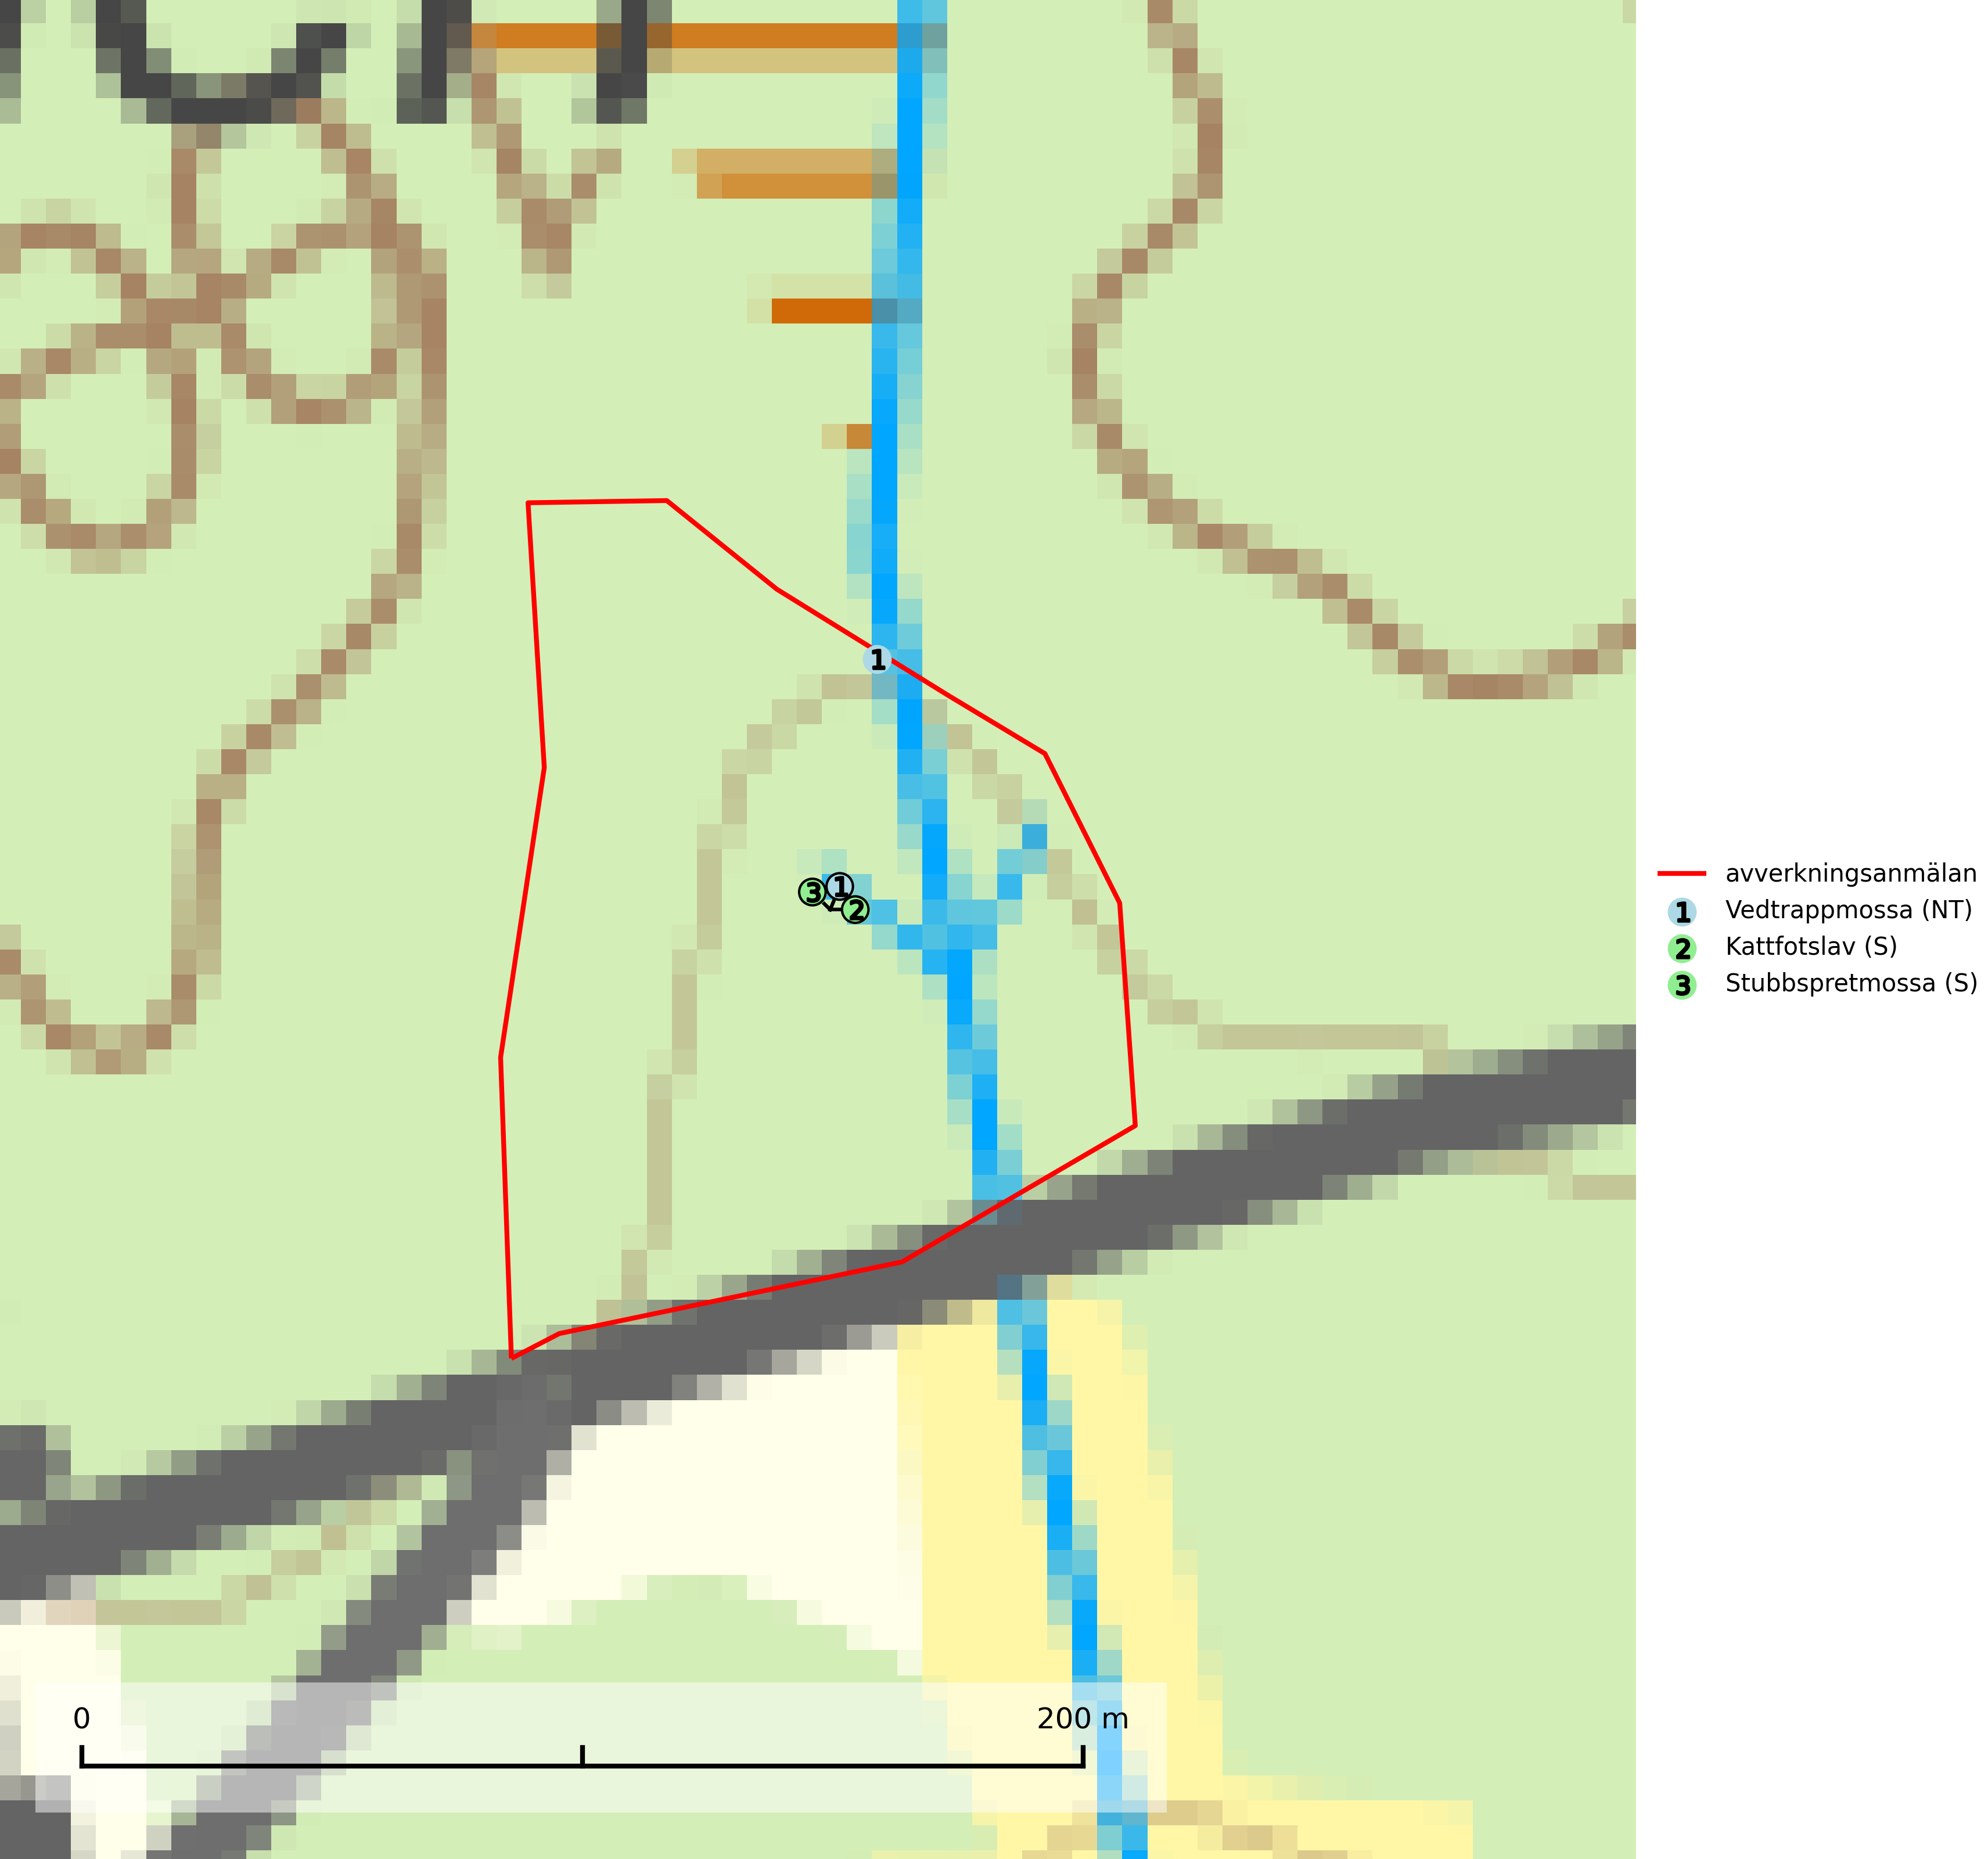 1
3 1
2
avverkningsanmälan
1 Vedtrappmossa (NT)
2 Kattfotslav (S)
3 Stubbspretmossa (S)
0 200 m